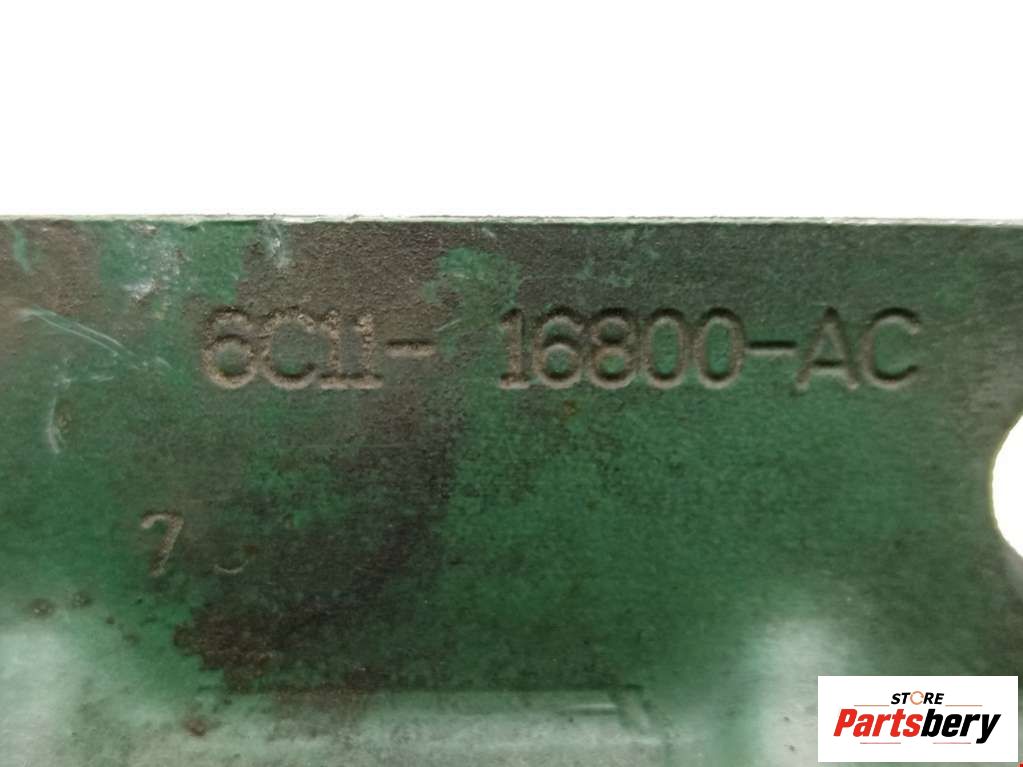 6C11- 16800-AC
STORE
Partsbery